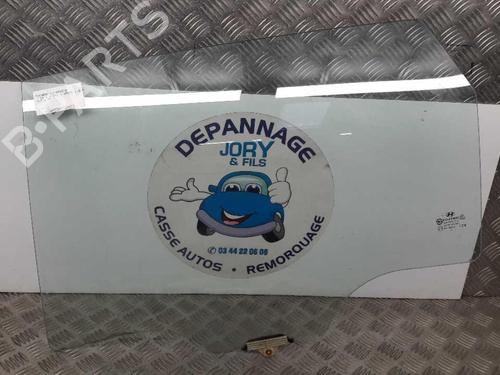 B-PARTS
DEPANNAGE
JORY
& FILS
03 44 22 06 06
CASSE AUTOS • REMORQUAGE